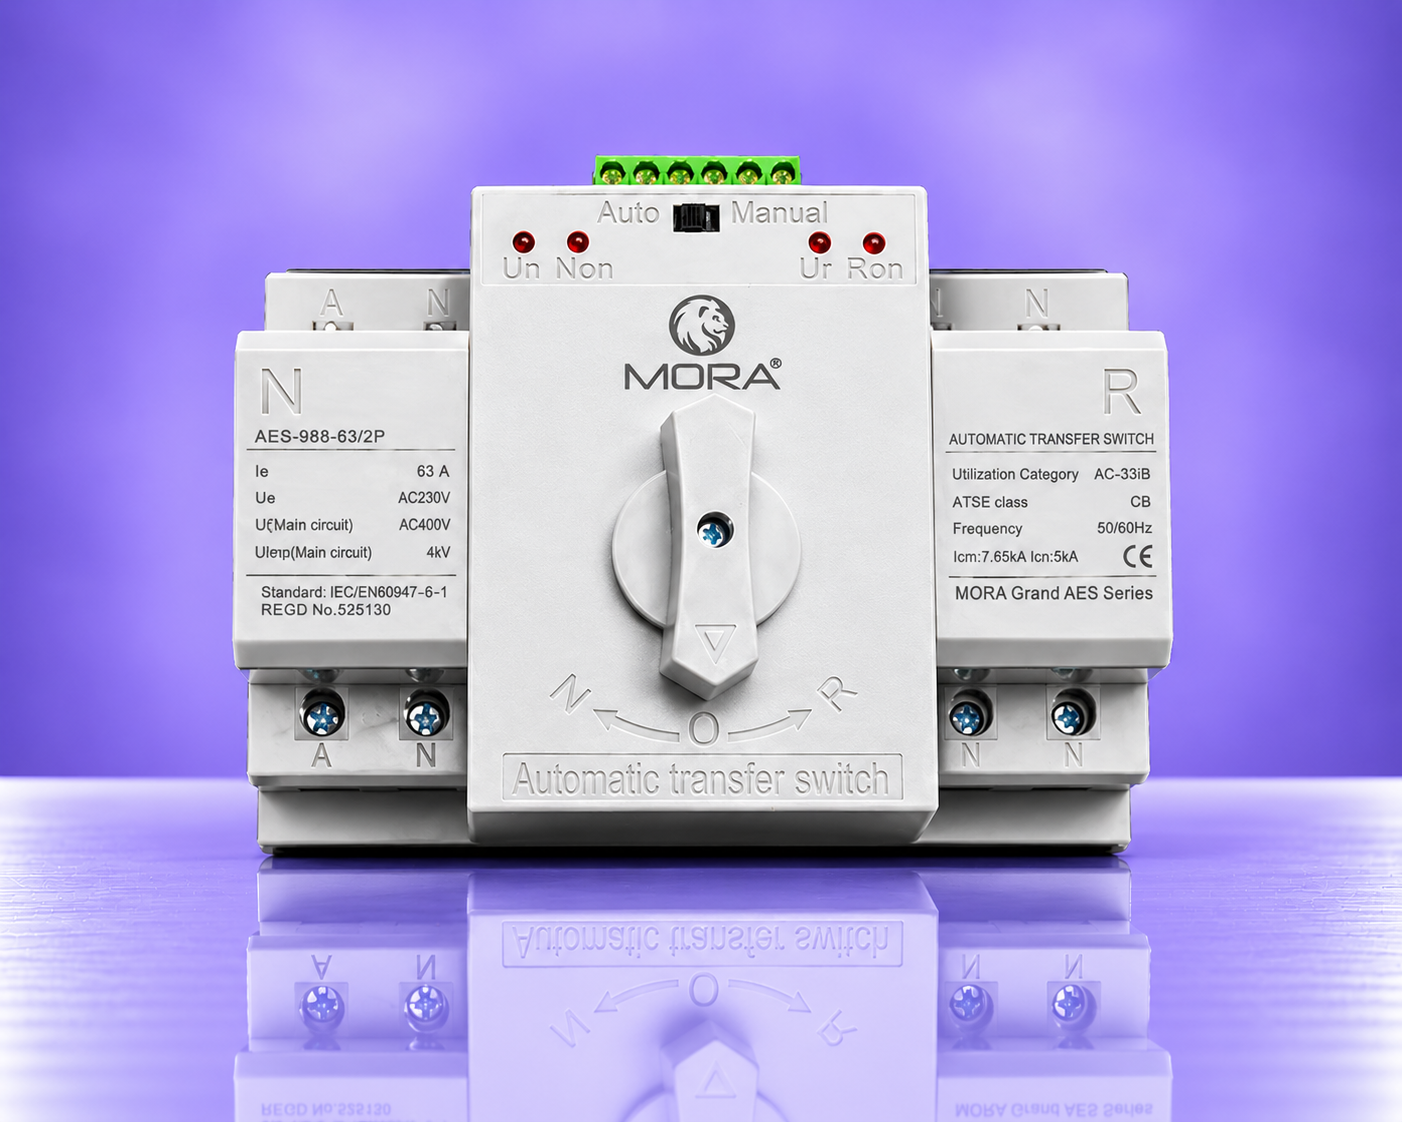 Auto Manual
Un Non Ur Ron
A N N N
MORA®
N
AES-988-63/2P
Ie 63 A
Ue AC230V
(Main circuit) AC400V
(Main circuit) 4kV
Standard: IEC/EN60947-6-1
REGD No.525130
R
AUTOMATIC TRANSFER SWITCH
Utilization Category AC-33iB
ATSE class CB
Frequency 50/60Hz
Icm:7.65kA Icn:5kA CE
MORA Grand AES Series
N O R
A N N N
Automatic transfer switch